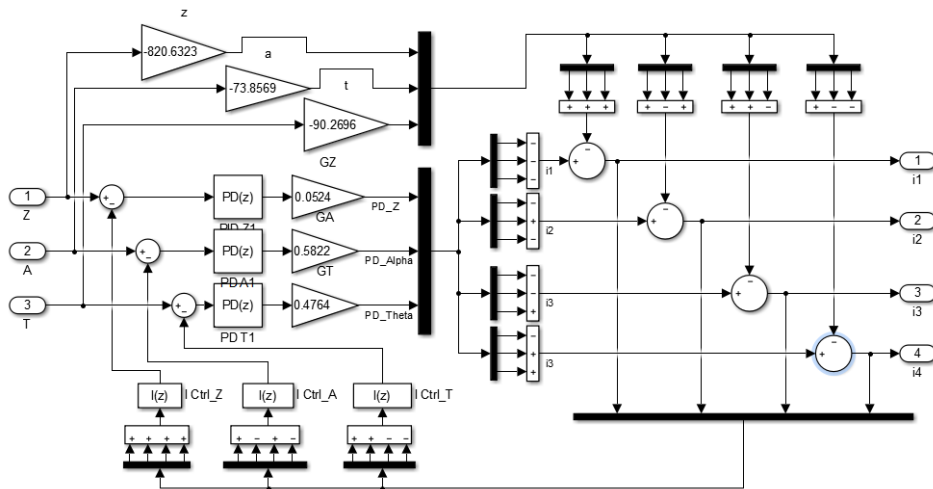 z
-820.6323
a
-73.8569
t
-90.2696
GZ
+ + +
+ - +
+ + -
+ - -
1
Z
+
-
PD(z)
PID Z1
0.0524
GA
PD_Z
-
-
-
i1
+
-
1
i1
2
A
+
-
PD(z)
PD A1
0.5822
GT
PD_Alpha
-
+
-
i2
+
-
2
i2
3
T
+
-
PD(z)
PD T1
0.4764
PD_Theta
-
-
+
i3
+
-
3
i3
-
+
+
i3
+
-
4
i4
I(z)
I Ctrl_Z
I(z)
I Ctrl_A
I(z)
I Ctrl_T
+ + + +
+ - + -
+ + - -